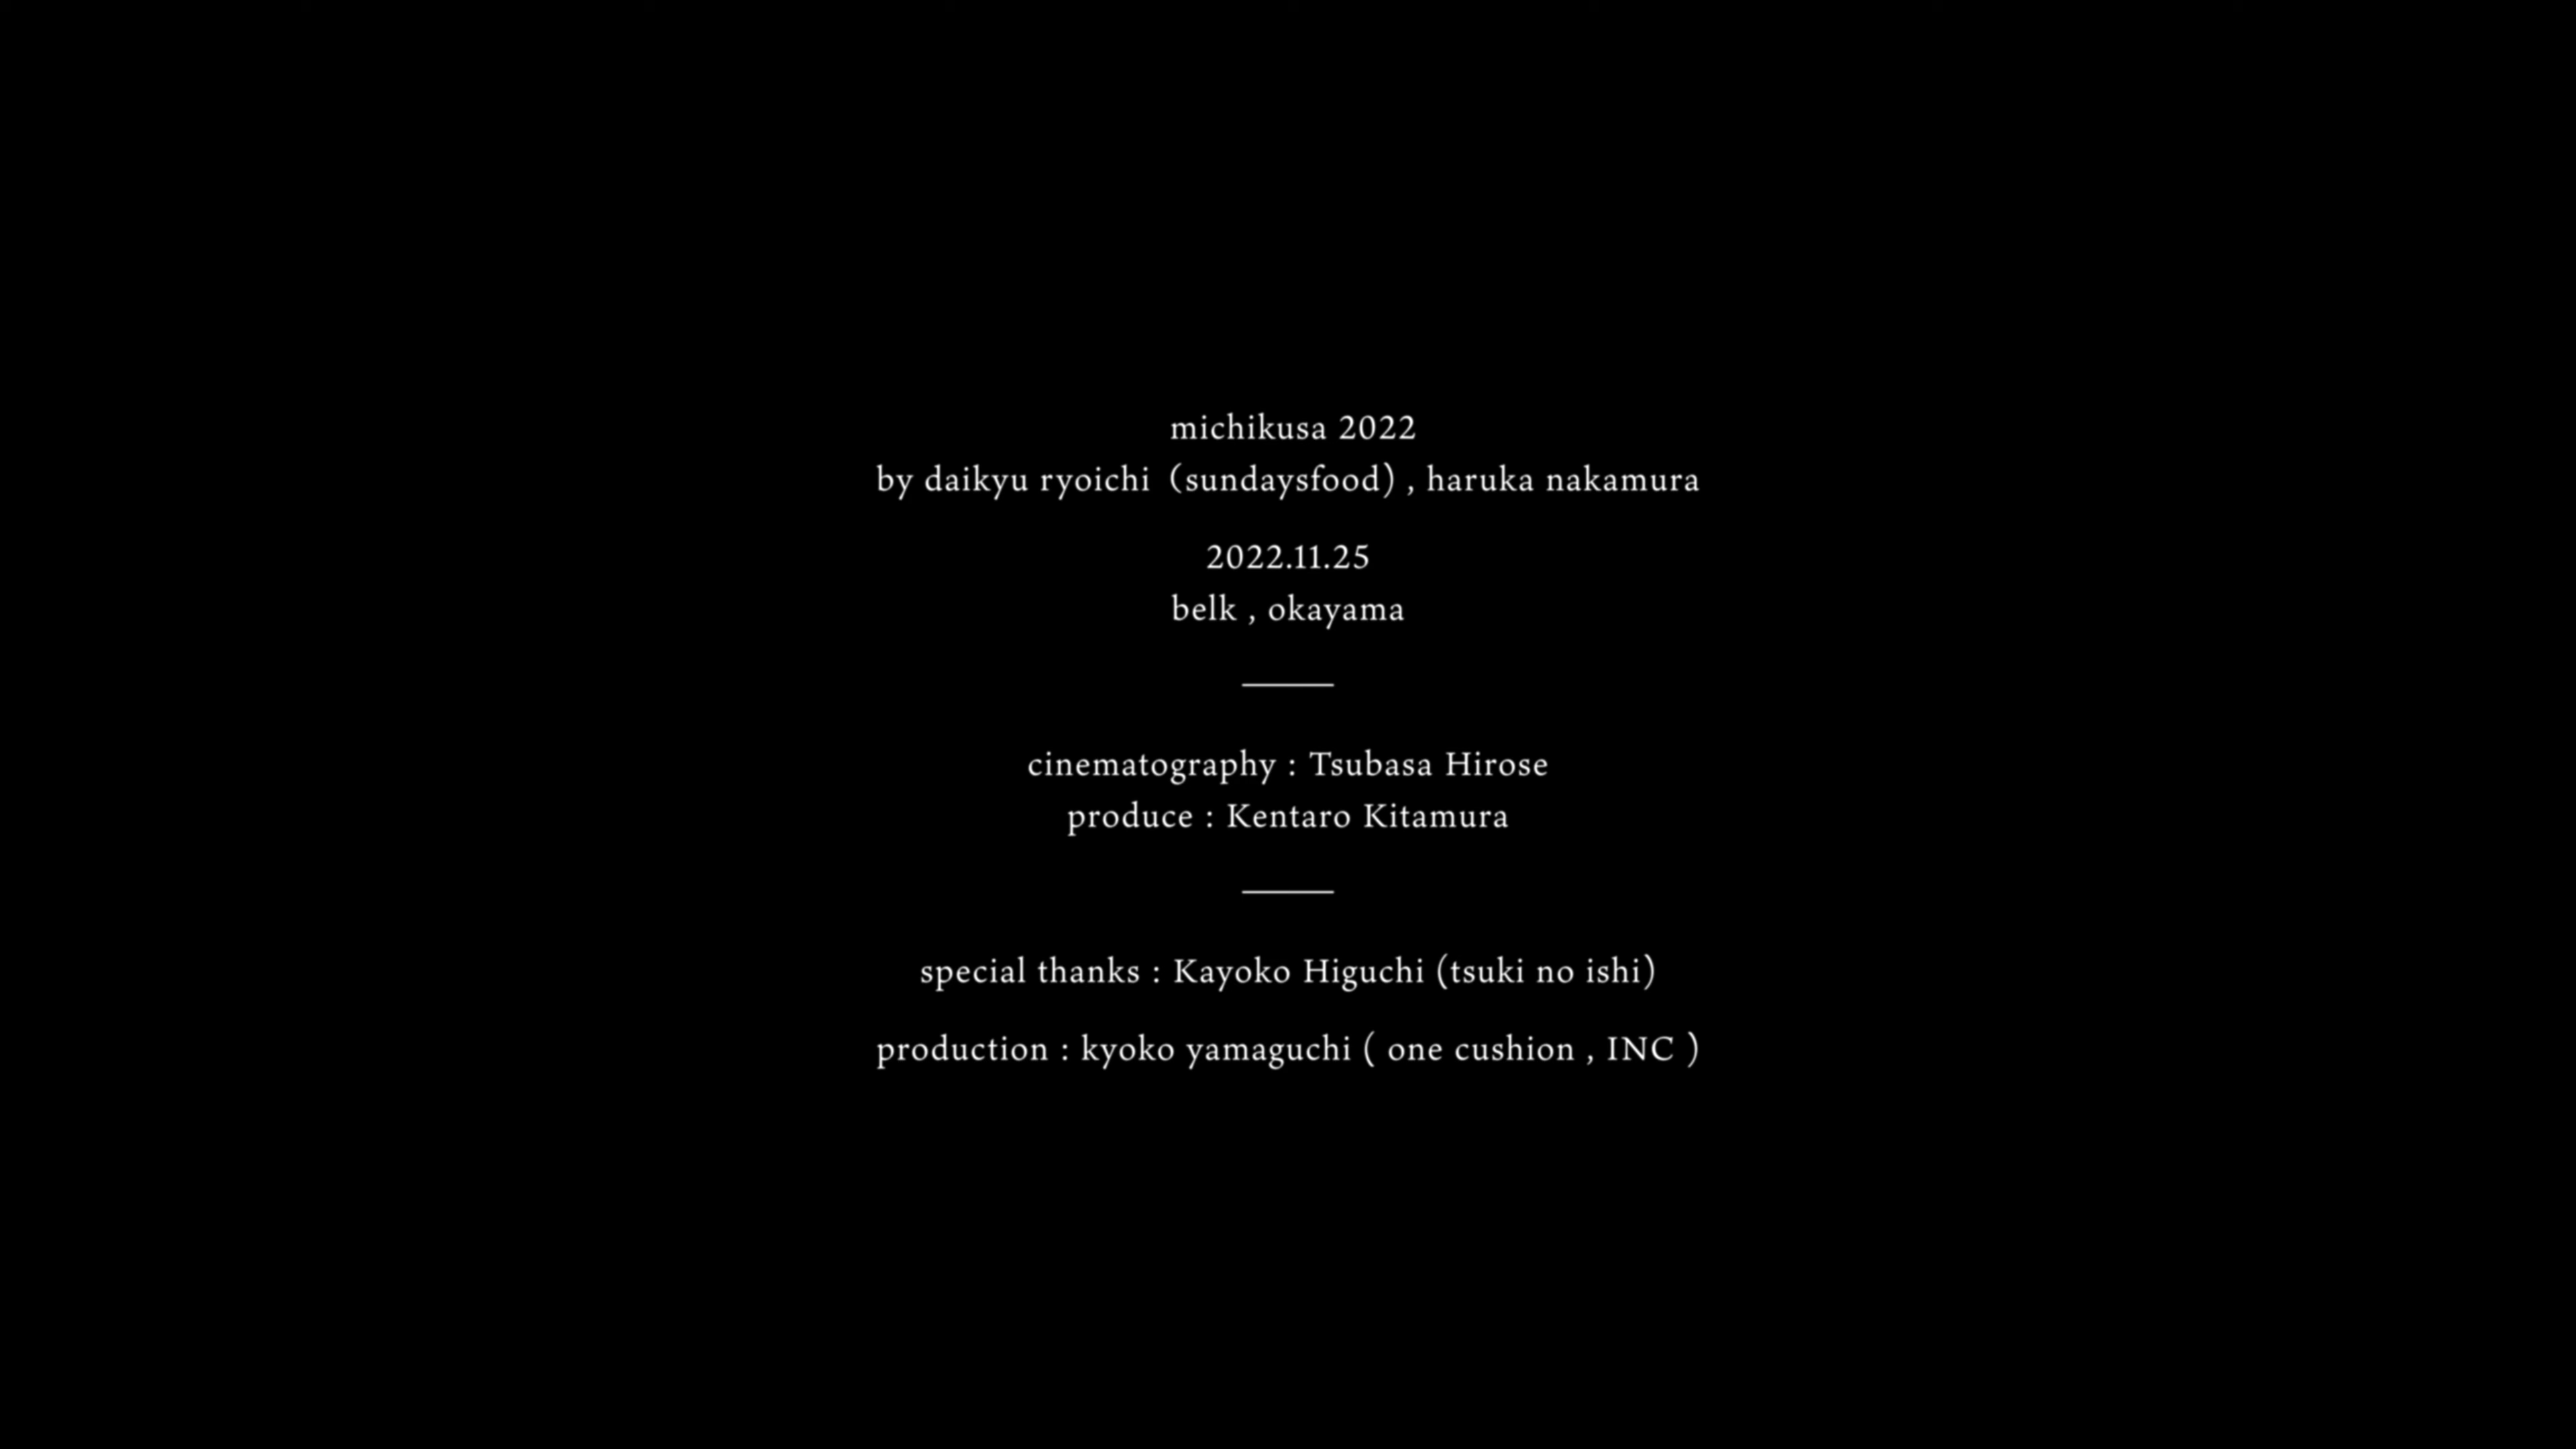 michikusa 2022
by daikyu ryoichi（sundaysfood) , haruka nakamura
2022.11.25
belk , okayama
cinematography : Tsubasa Hirose
produce : Kentaro Kitamura
special thanks : Kayoko Higuchi (tsuki no ishi)
production : kyoko yamaguchi ( one cushion , INC )